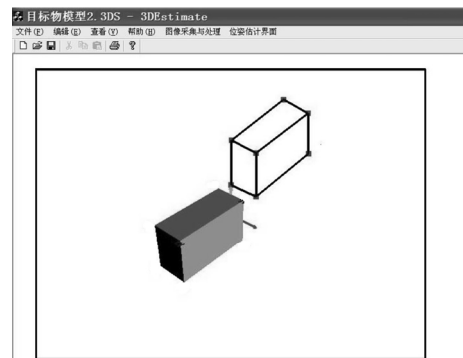 目标物模型2.3DS - 3DEstimate
文件(F) 编辑(E) 查看(V) 帮助(H) 图像采集与处理 位姿估计界面